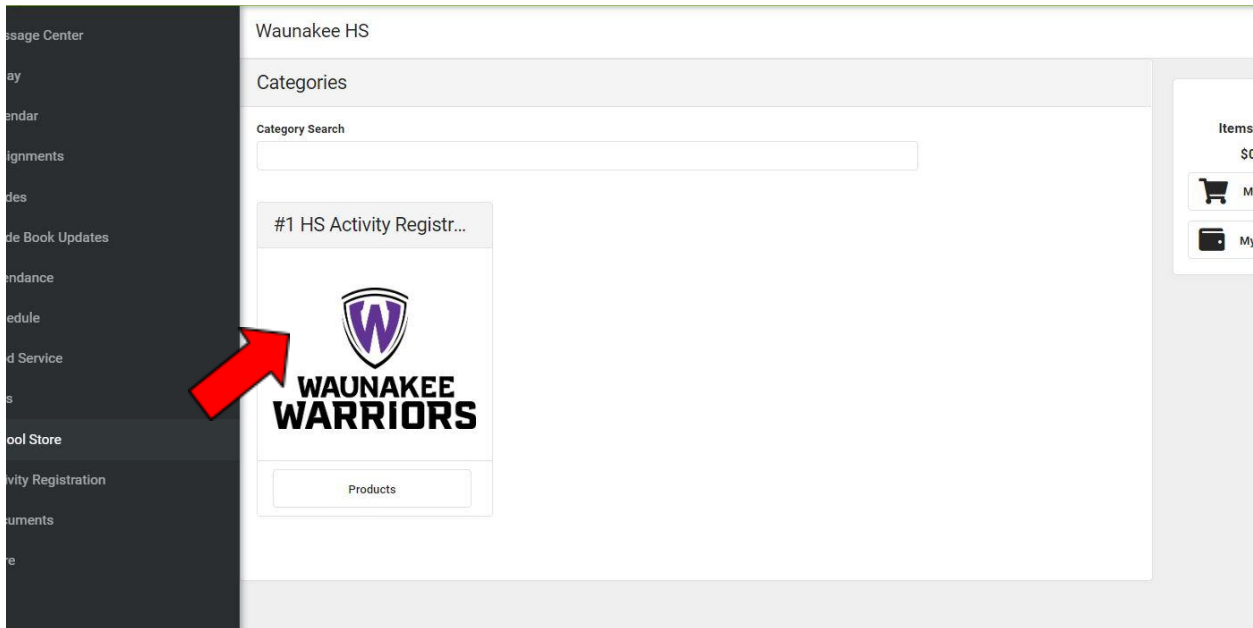 ssage Center
ay
endar
ignments
des
de Book Updates
endance
edule
d Service
s
ool Store
ivity Registration
cuments
re
Waunakee HS
Categories
Category Search
#1 HS Activity Registr...
W
WAUNAKEE
WARRIORS
Products
Items
$0
M
My